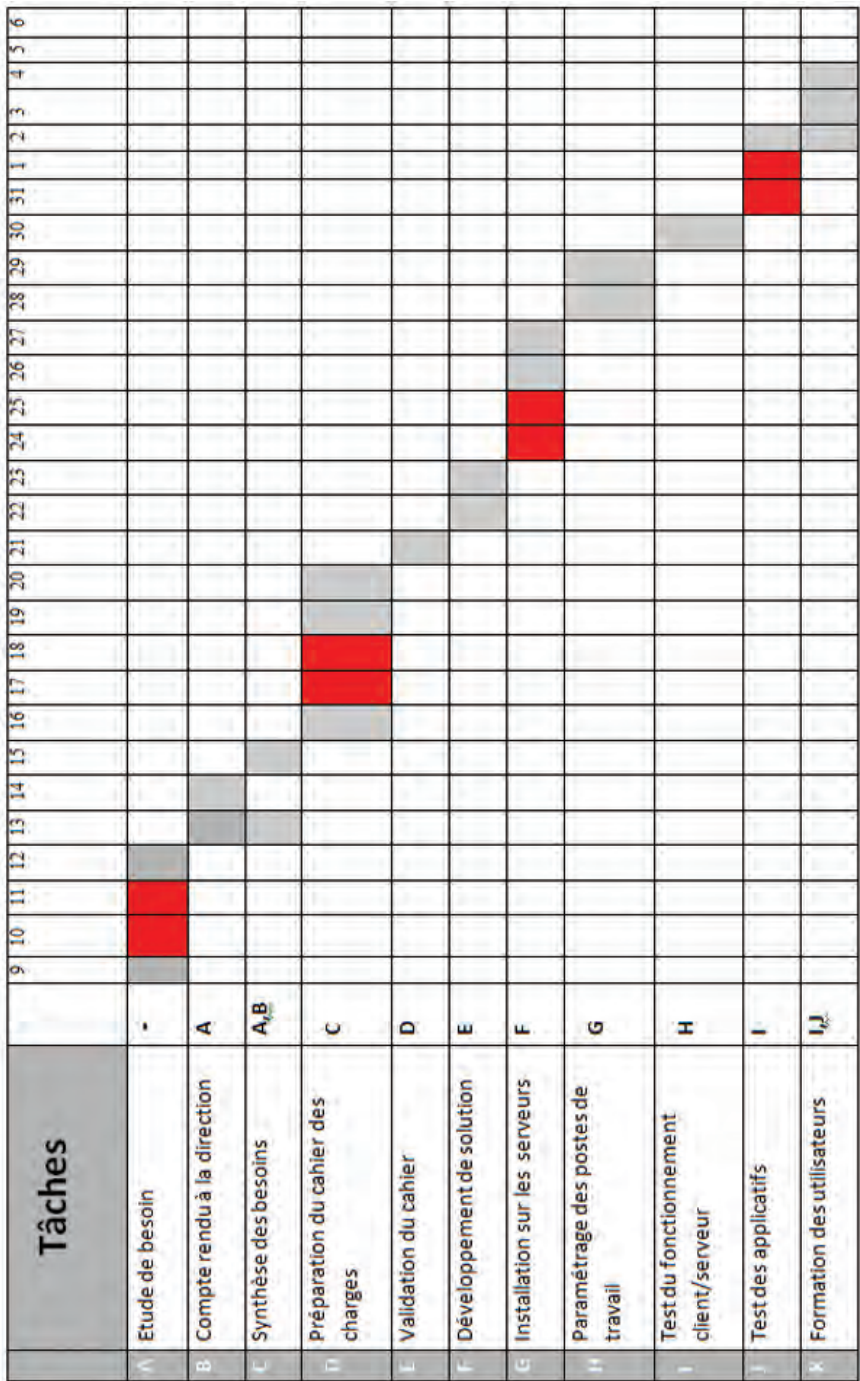 Tâches 9 10 11 12 13 14 15 16 17 18 19 20 21 22 23 24 25 26 27 28 29 30 31 1 2 3 4 5 6
A Etude de besoin -
B Compte rendu à la direction A
C Synthèse des besoins A,B
D Préparation du cahier des C
charges
E Validation du cahier D
F Développement de solution E
G Installation sur les serveurs F
H Paramétrage des postes de G
travail
I Test du fonctionnement H
client/serveur
J Test des applicatifs I
K Formation des utilisateurs I,J